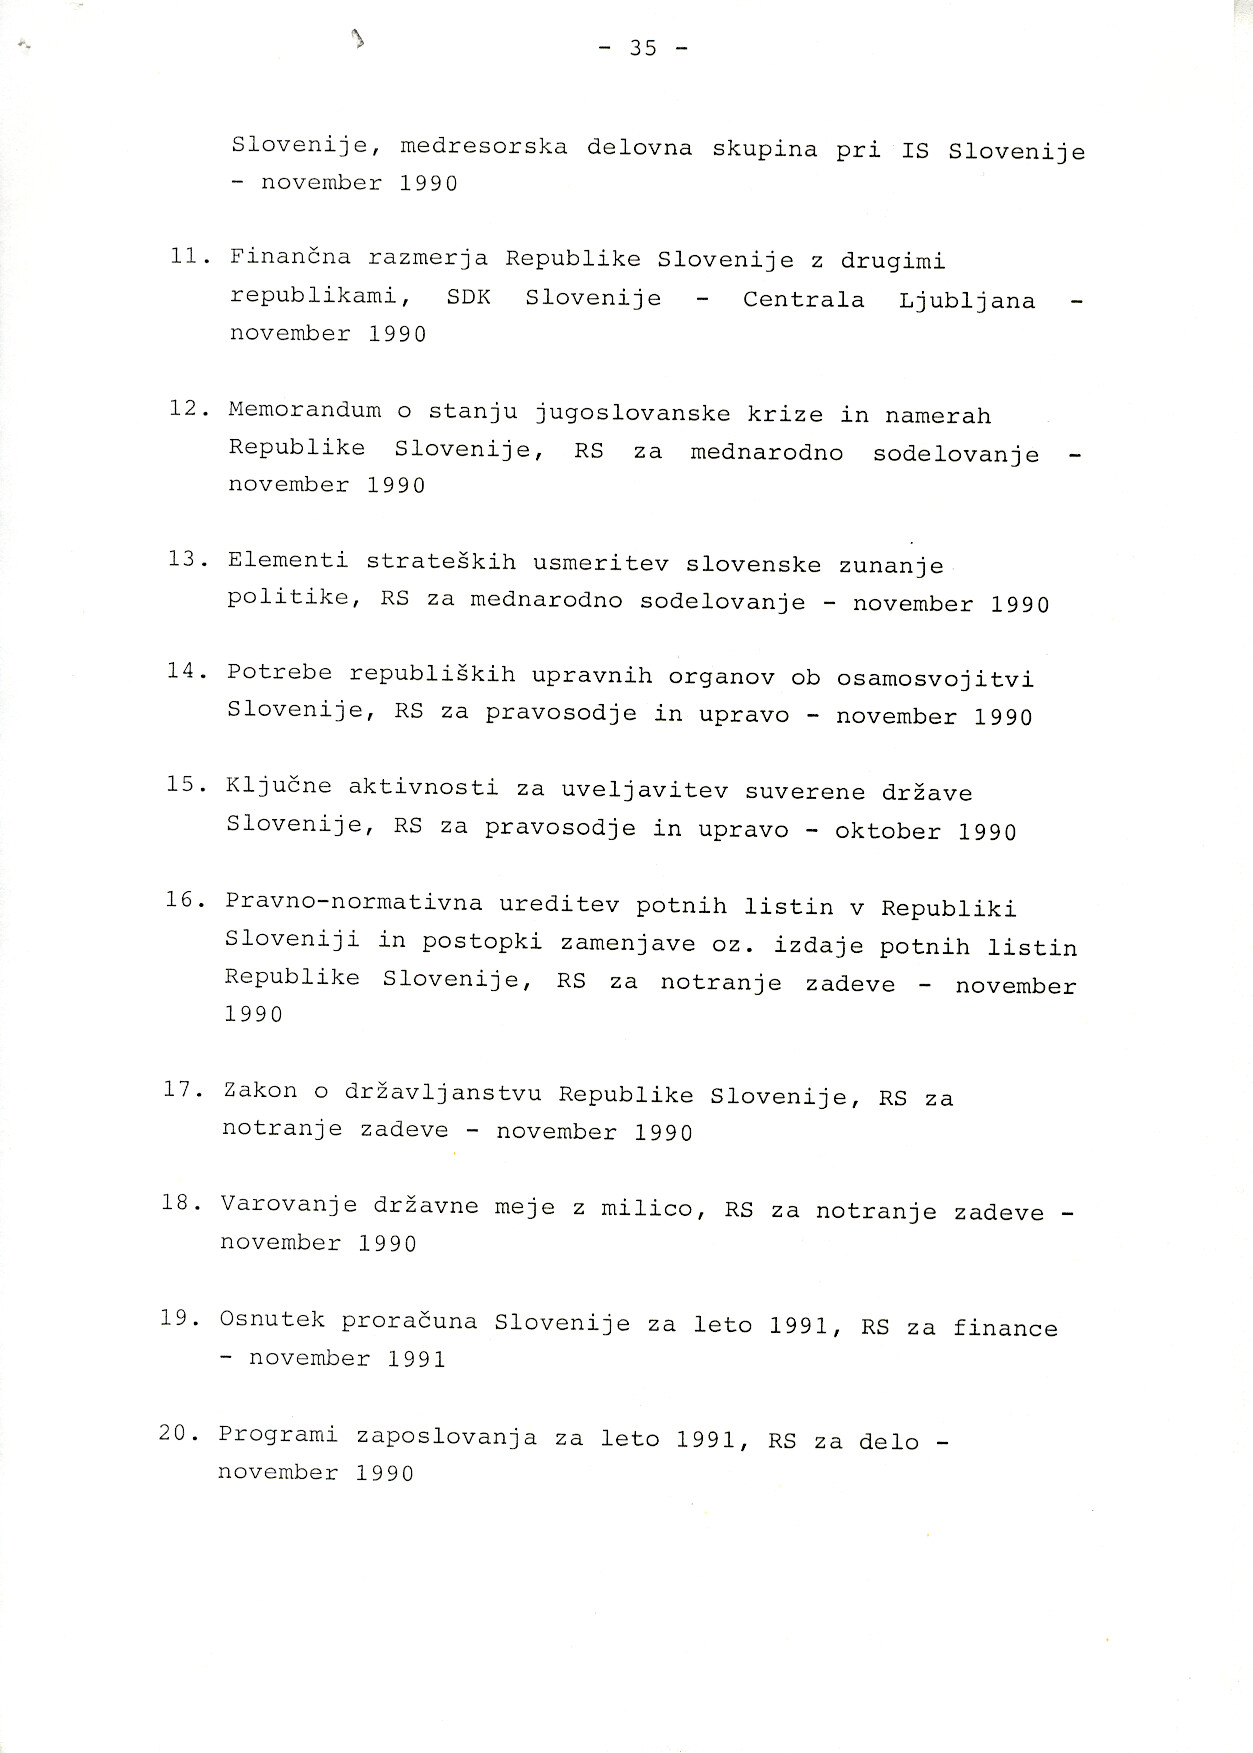 - 35 -
Slovenije, medresorska delovna skupina pri IS Slovenije
- november 1990
11. Finančna razmerja Republike Slovenije z drugimi
republikami, SDK Slovenije - Centrala Ljubljana -
november 1990
12. Memorandum o stanju jugoslovanske krize in namerah
Republike Slovenije, RS za mednarodno sodelovanje -
november 1990
13. Elementi strateških usmeritev slovenske zunanje
politike, RS za mednarodno sodelovanje - november 1990
14. Potrebe republiških upravnih organov ob osamosvojitvi
Slovenije, RS za pravosodje in upravo - november 1990
15. Ključne aktivnosti za uveljavitev suverene države
Slovenije, RS za pravosodje in upravo - oktober 1990
16. Pravno-normativna ureditev potnih listin v Republiki
Sloveniji in postopki zamenjave oz. izdaje potnih listin
Republike Slovenije, RS za notranje zadeve - november
1990
17. Zakon o državljanstvu Republike Slovenije, RS za
notranje zadeve - november 1990
18. Varovanje državne meje z milico, RS za notranje zadeve -
november 1990
19. Osnutek proračuna Slovenije za leto 1991, RS za finance
- november 1991
20. Programi zaposlovanja za leto 1991, RS za delo -
november 1990